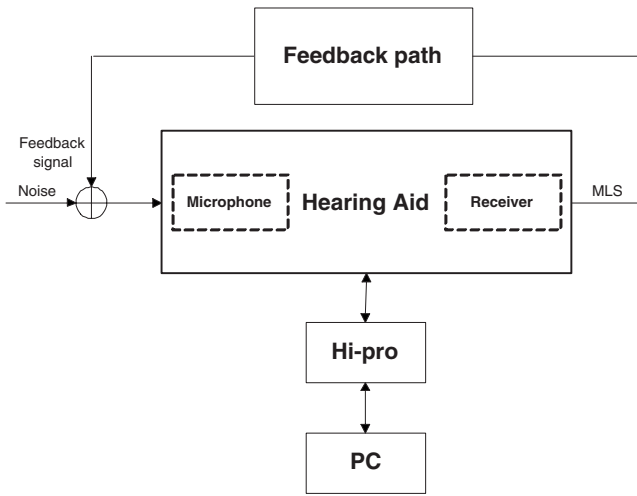 Feedback path
Feedback
signal
Noise
Microphone
Hearing Aid
Receiver
MLS
Hi-pro
PC